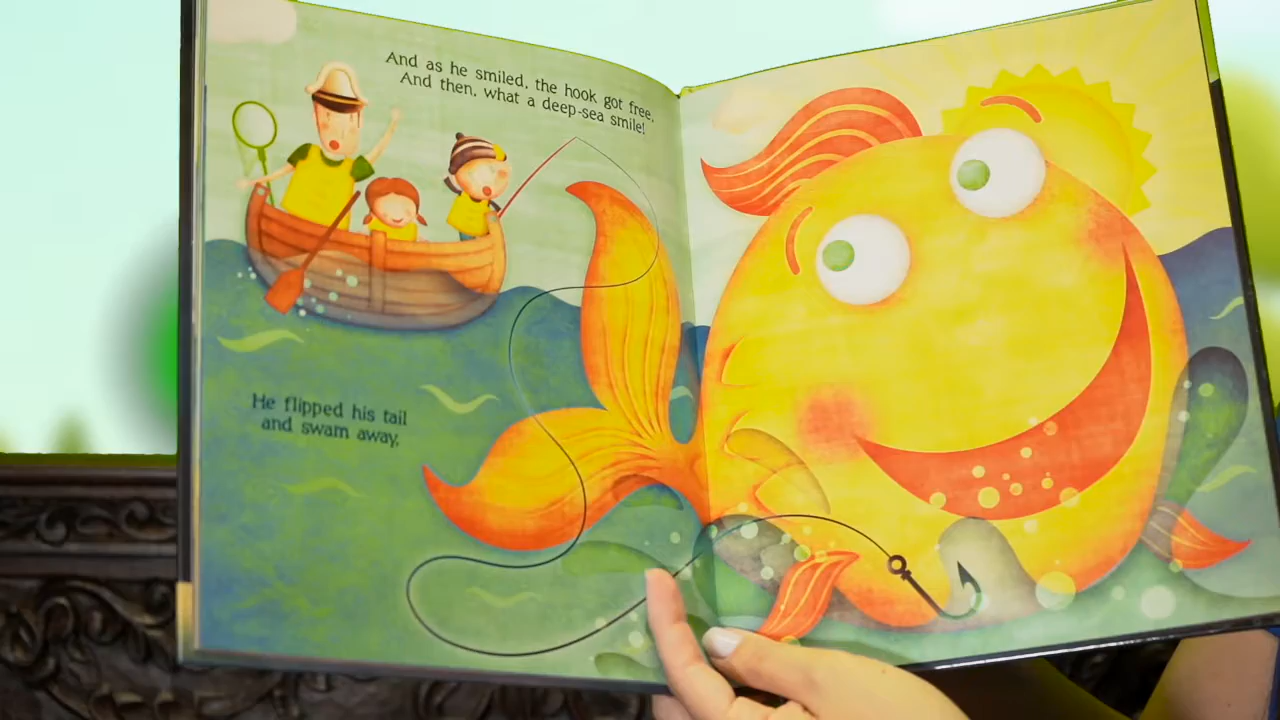 And as he smiled, the hook got free.
And then, what a deep-sea smile!
He flipped his tail
and swam away,